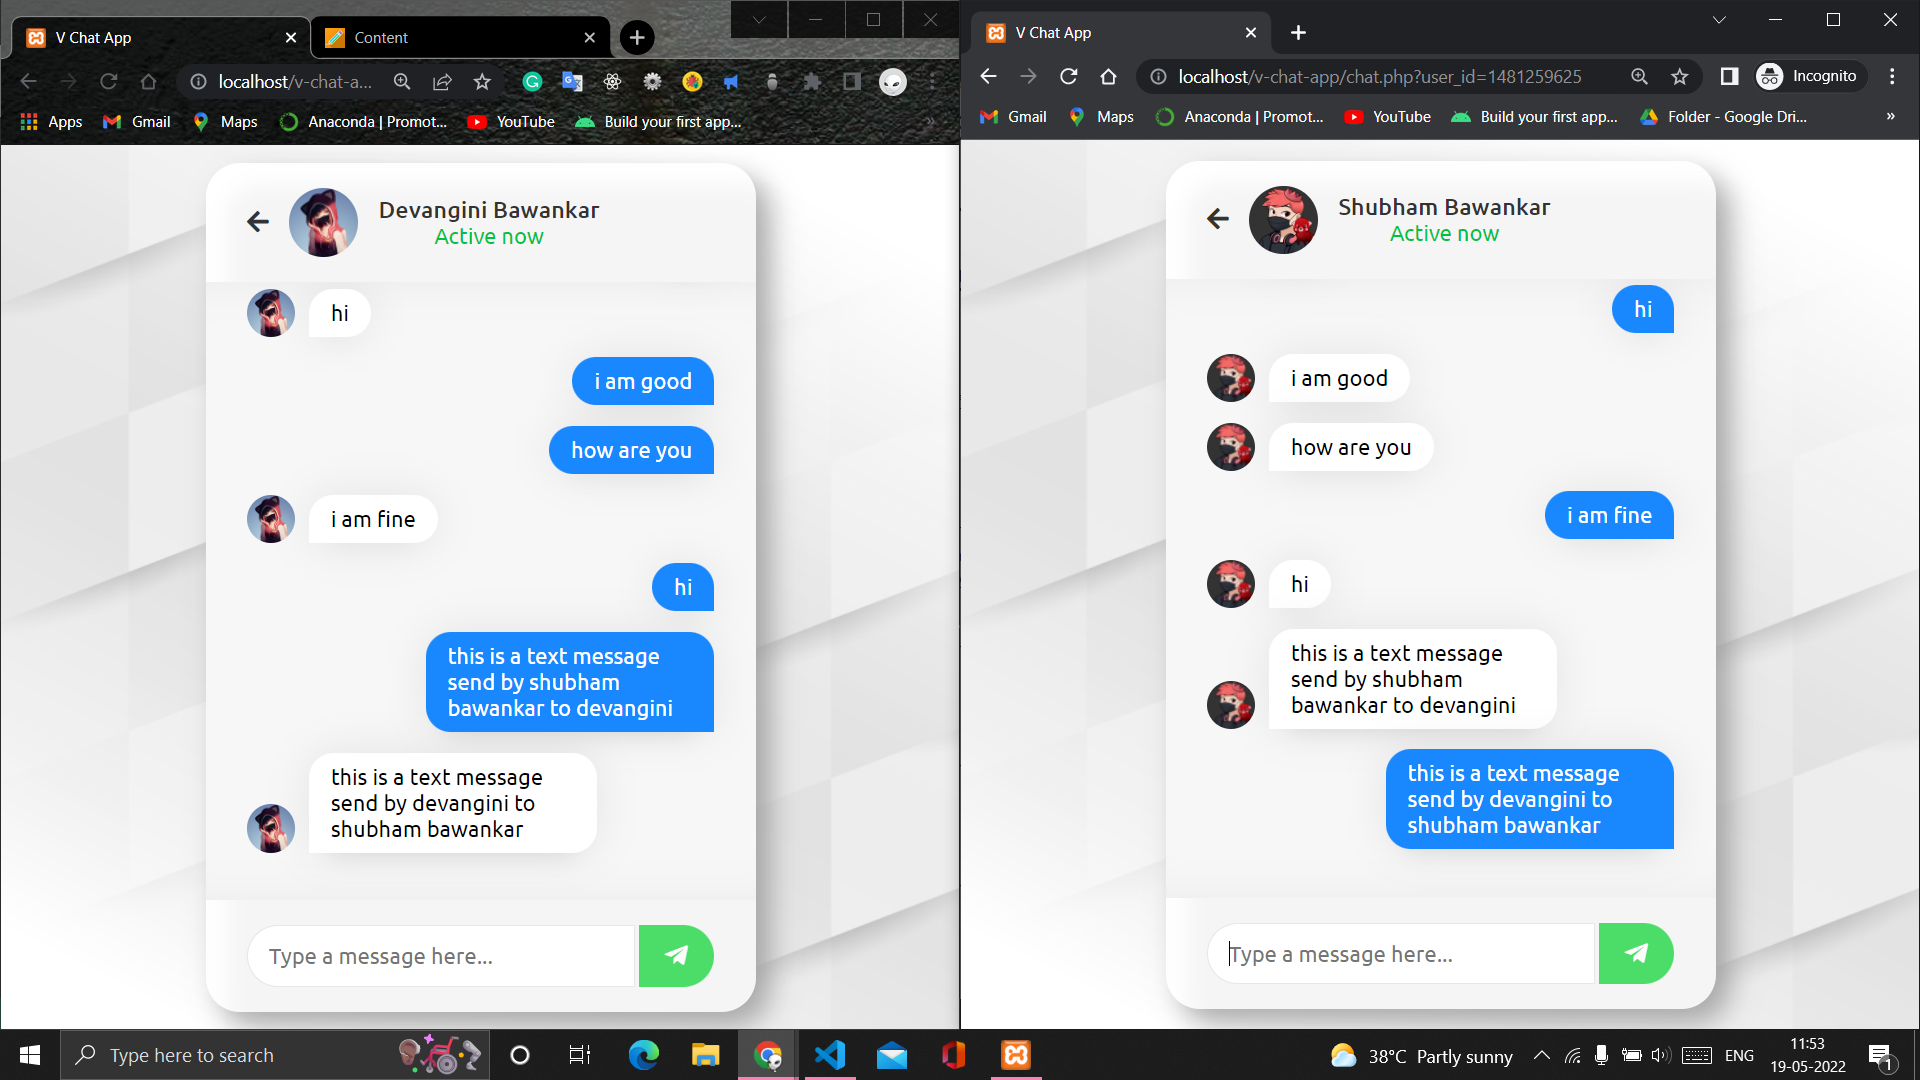 V Chat App
Content
localhost/v-chat-a...
Apps
Gmail
Maps
Anaconda | Promot...
YouTube
Build your first app...
»
Devangini Bawankar
Active now
hi
i am good
how are you
i am fine
hi
this is a text message
send by shubham
bawankar to devangini
this is a text message
send by devangini to
shubham bawankar
Type a message here...
V Chat App
localhost/v-chat-app/chat.php?user_id=1481259625
Incognito
Gmail
Maps
Anaconda | Promot...
YouTube
Build your first app...
Folder - Google Dri...
»
Shubham Bawankar
Active now
hi
i am good
how are you
i am fine
hi
this is a text message
send by shubham
bawankar to devangini
this is a text message
send by devangini to
shubham bawankar
Type a message here...
Type here to search
38°C Partly sunny
ENG
11:53
19-05-2022
1